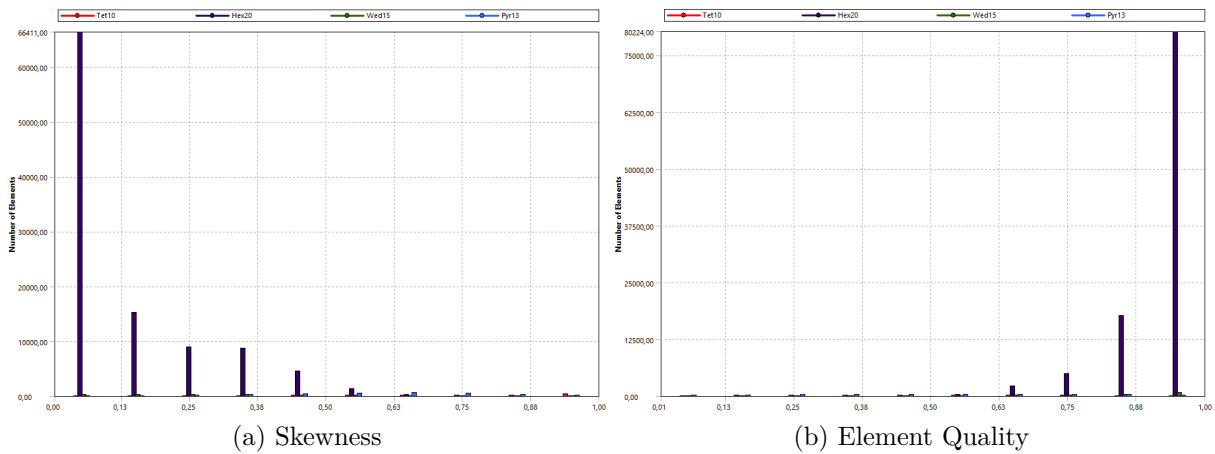 Tet10 Hex20 Wed15 Pyr13
66411,00
60000,00
50000,00
40000,00
30000,00
20000,00
10000,00
0,00
Number of Elements
0,00 0,13 0,25 0,38 0,50 0,63 0,75 0,88 1,00
(a) Skewness
Tet10 Hex20 Wed15 Pyr13
80224,00
75000,00
62500,00
50000,00
37500,00
25000,00
12500,00
0,00
Number of Elements
0,01 0,13 0,25 0,38 0,50 0,63 0,75 0,88 1,00
(b) Element Quality